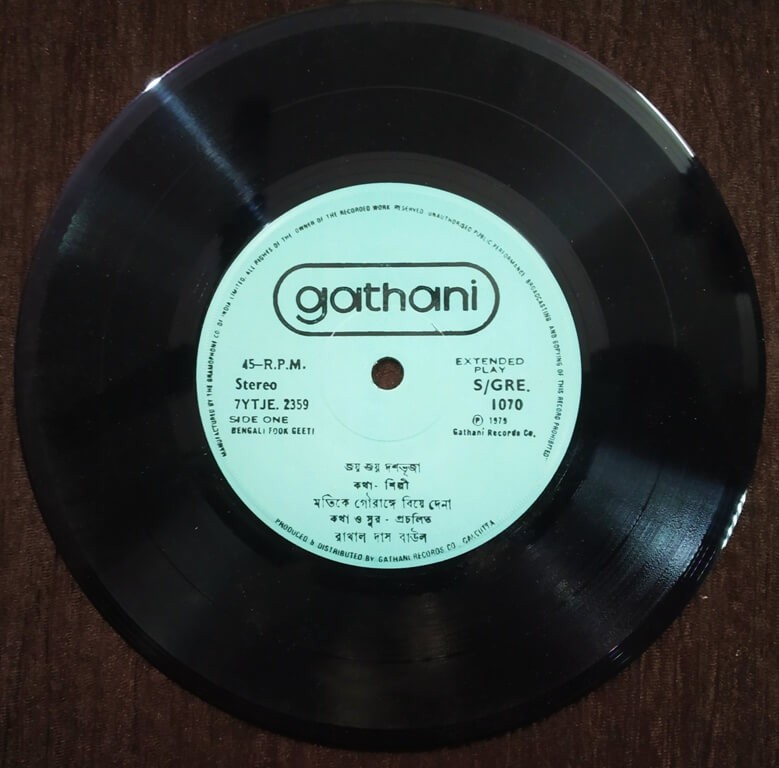 MANUFACTURED BY THE GRAMOPHONE CO. OF INDIA LIMITED. ALL RIGHTS OF THE OWNER OF THE RECORDED WORK RESERVED. UNAUTHORISED PUBLIC PERFORMANCE, BROADCASTING AND COPYING OF THIS RECORD PROHIBITED
gathani
45-R.P.M.
Stereo
7YTJE. 2359
SIDE ONE
BENGALI FOOK GEETI
EXTENDED
PLAY
S/GRE.
1070
Ⓟ 1979
Gathani Records Co.
জয় জয় দশভূজা
কথা - শিল্পী
মতিকে গৌরাঙ্গে বিয়ে দেনা
কথা ও সুর - প্রচলিত
রাখাল দাস বাউল
PRODUCED & DISTRIBUTED BY GATHANI RECORDS CO., CALCUTTA